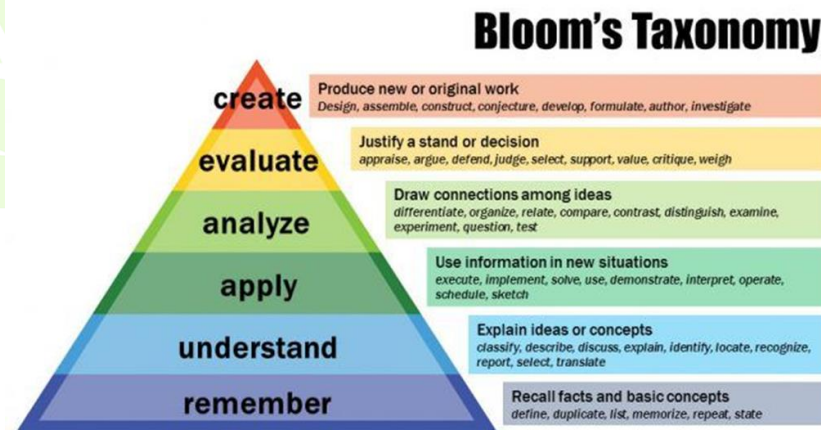 Bloom's Taxonomy
create
Produce new or original work
Design, assemble, construct, conjecture, develop, formulate, author, investigate
evaluate
Justify a stand or decision
appraise, argue, defend, judge, select, support, value, critique, weigh
analyze
Draw connections among ideas
differentiate, organize, relate, compare, contrast, distinguish, examine,
experiment, question, test
apply
Use information in new situations
execute, implement, solve, use, demonstrate, interpret, operate,
schedule, sketch
understand
Explain ideas or concepts
classify, describe, discuss, explain, identify, locate, recognize,
report, select, translate
remember
Recall facts and basic concepts
define, duplicate, list, memorize, repeat, state